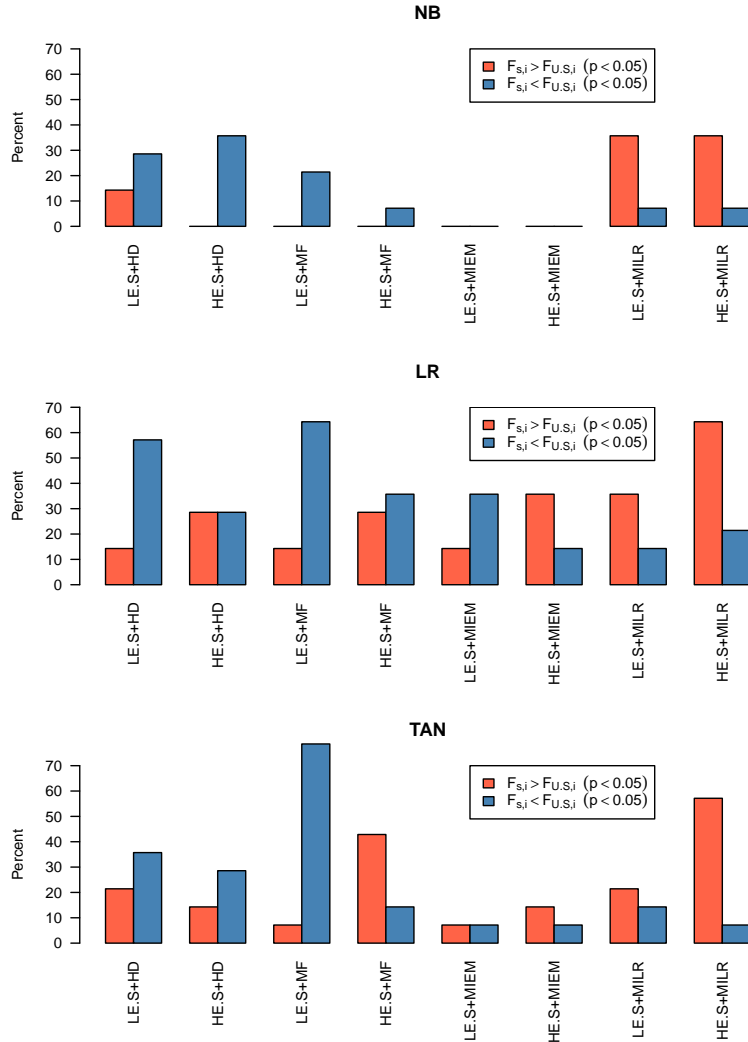 NB
70
60
50
40
30
20
10
0
Percent
F_{s,i} > F_{U.S,i} (p < 0.05)
F_{s,i} < F_{U.S,i} (p < 0.05)
LE.S+HD
HE.S+HD
LE.S+MF
HE.S+MF
LE.S+MIEM
HE.S+MIEM
LE.S+MILR
HE.S+MILR
LR
70
60
50
40
30
20
10
0
Percent
F_{s,i} > F_{U.S,i} (p < 0.05)
F_{s,i} < F_{U.S,i} (p < 0.05)
LE.S+HD
HE.S+HD
LE.S+MF
HE.S+MF
LE.S+MIEM
HE.S+MIEM
LE.S+MILR
HE.S+MILR
TAN
70
60
50
40
30
20
10
0
Percent
F_{s,i} > F_{U.S,i} (p < 0.05)
F_{s,i} < F_{U.S,i} (p < 0.05)
LE.S+HD
HE.S+HD
LE.S+MF
HE.S+MF
LE.S+MIEM
HE.S+MIEM
LE.S+MILR
HE.S+MILR